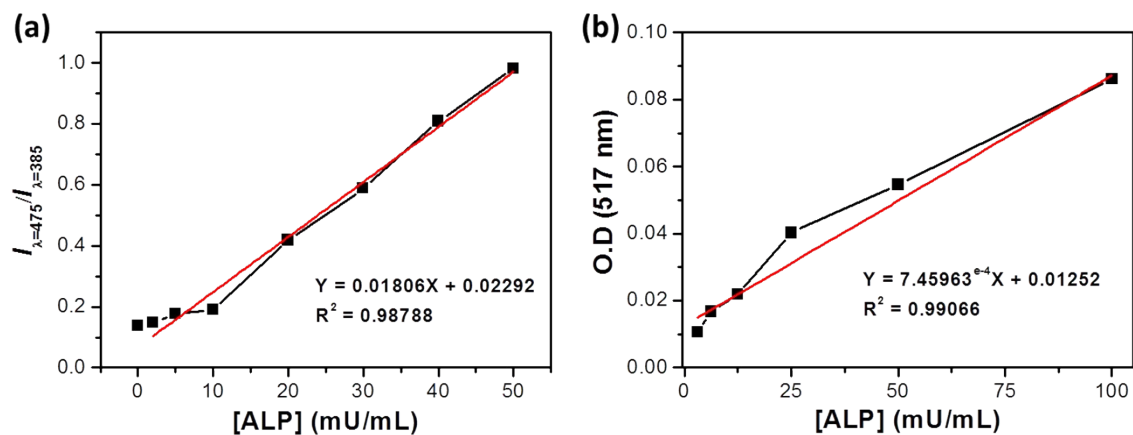 (a)
1.0
0.8
0.6
0.4
0.2
0.0
I λ=475/I λ=385
Y = 0.01806X + 0.02292
R² = 0.98788
0 10 20 30 40 50
[ALP] (mU/mL)
(b)
0.10
0.08
0.06
0.04
0.02
0.00
O.D (517 nm)
Y = 7.45963e-4X + 0.01252
R² = 0.99066
0 25 50 75 100
[ALP] (mU/mL)